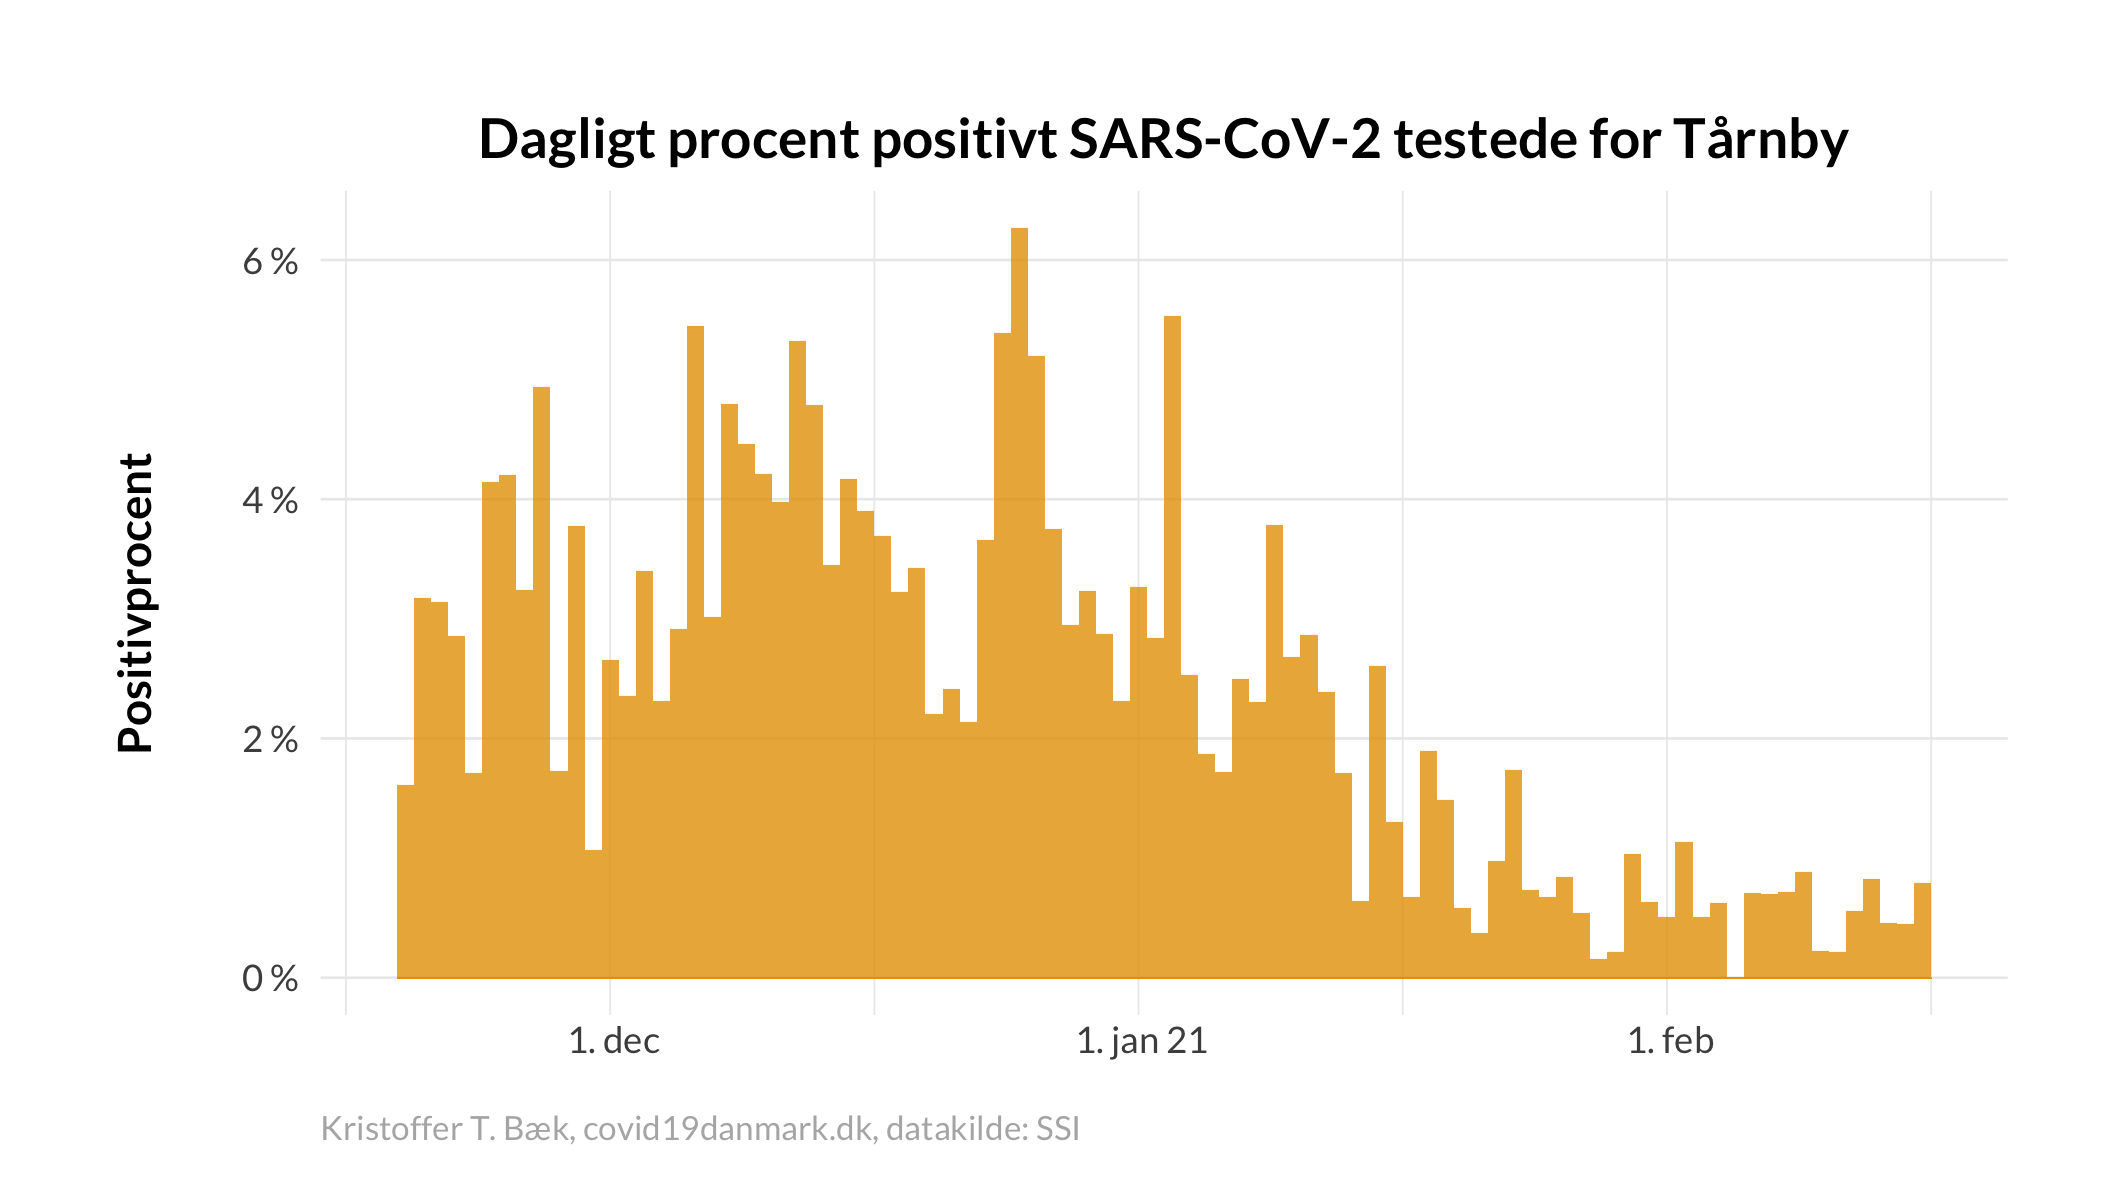 Dagligt procent positivt SARS-CoV-2 testede for Tårnby
Positivprocent
6 %
4 %
2 %
0 %
1. dec
1. jan 21
1. feb
Kristoffer T. Bæk, covid19danmark.dk, datakilde: SSI